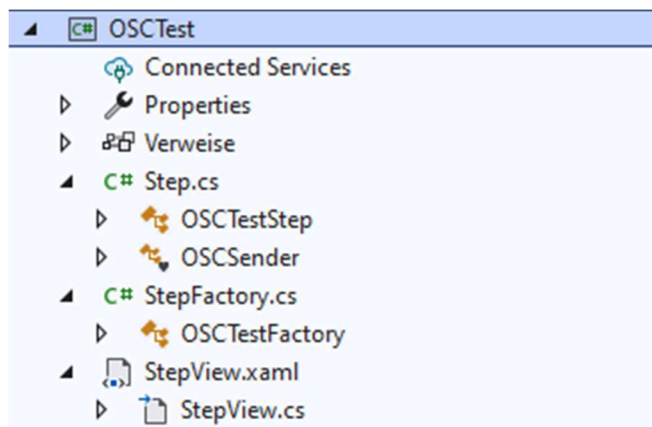 C# OSCTest
Connected Services
Properties
Verweise
C# Step.cs
OSCTestStep
OSCSender
C# StepFactory.cs
OSCTestFactory
StepView.xaml
StepView.cs